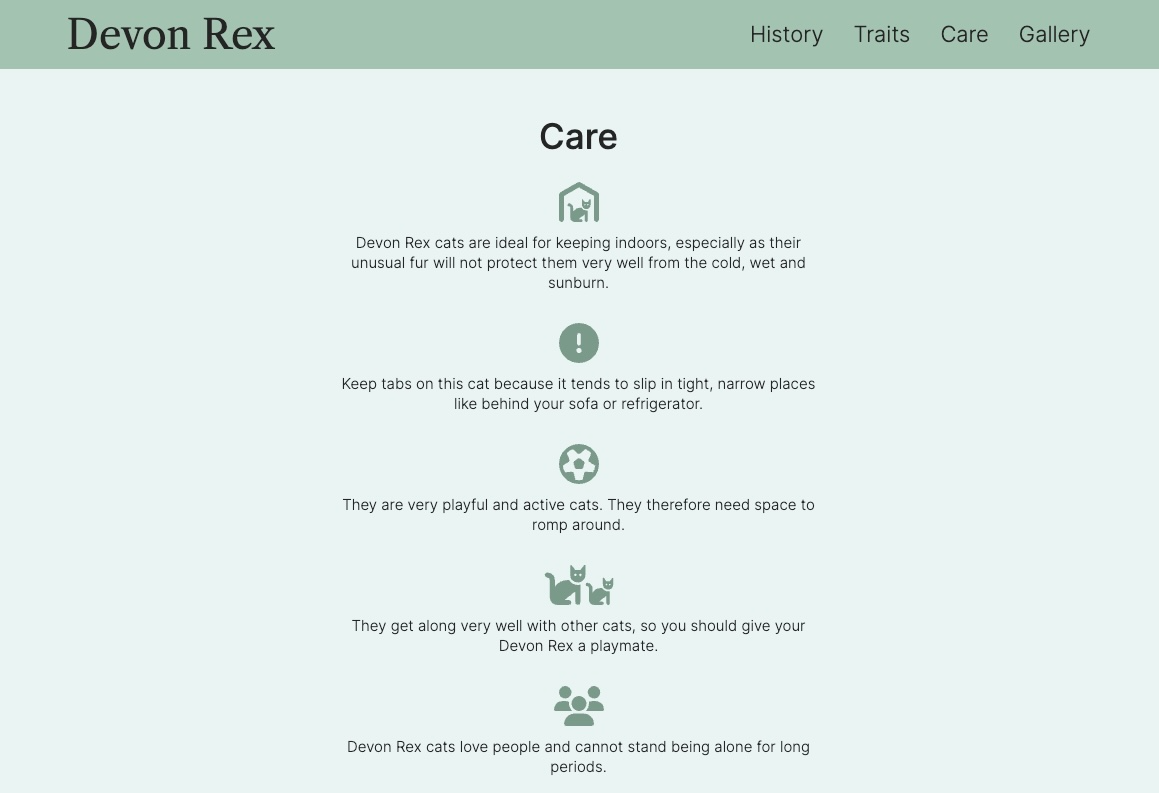 Devon Rex
History Traits Care Gallery
Care
Devon Rex cats are ideal for keeping indoors, especially as their
unusual fur will not protect them very well from the cold, wet and
sunburn.
Keep tabs on this cat because it tends to slip in tight, narrow places
like behind your sofa or refrigerator.
They are very playful and active cats. They therefore need space to
romp around.
They get along very well with other cats, so you should give your
Devon Rex a playmate.
Devon Rex cats love people and cannot stand being alone for long
periods.